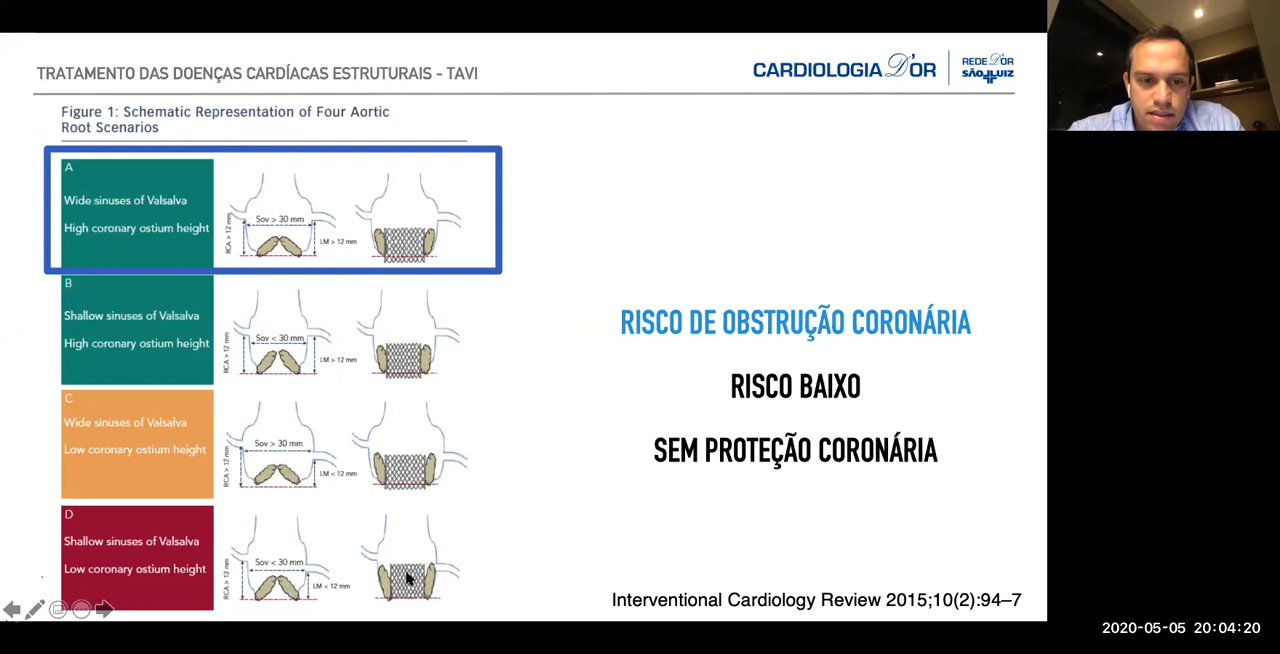 TRATAMENTO DAS DOENÇAS CARDÍACAS ESTRUTURAIS - TAVI
CARDIOLOGIA D'OR
REDE D'OR
SÃO LUIZ
Figure 1: Schematic Representation of Four Aortic
Root Scenarios
A
Wide sinuses of Valsalva
High coronary ostium height
RCA > 12 mm
Sov > 30 mm
LM > 12 mm
B
Shallow sinuses of Valsalva
High coronary ostium height
RCA > 12 mm
Sov < 30 mm
LM > 12 mm
C
Wide sinuses of Valsalva
Low coronary ostium height
RCA > 12 mm
Sov > 30 mm
LM < 12 mm
D
Shallow sinuses of Valsalva
Low coronary ostium height
RCA > 12 mm
Sov < 30 mm
LM < 12 mm
RISCO DE OBSTRUÇÃO CORONÁRIA
RISCO BAIXO
SEM PROTEÇÃO CORONÁRIA
Interventional Cardiology Review 2015;10(2):94–7
2020-05-05 20:04:20